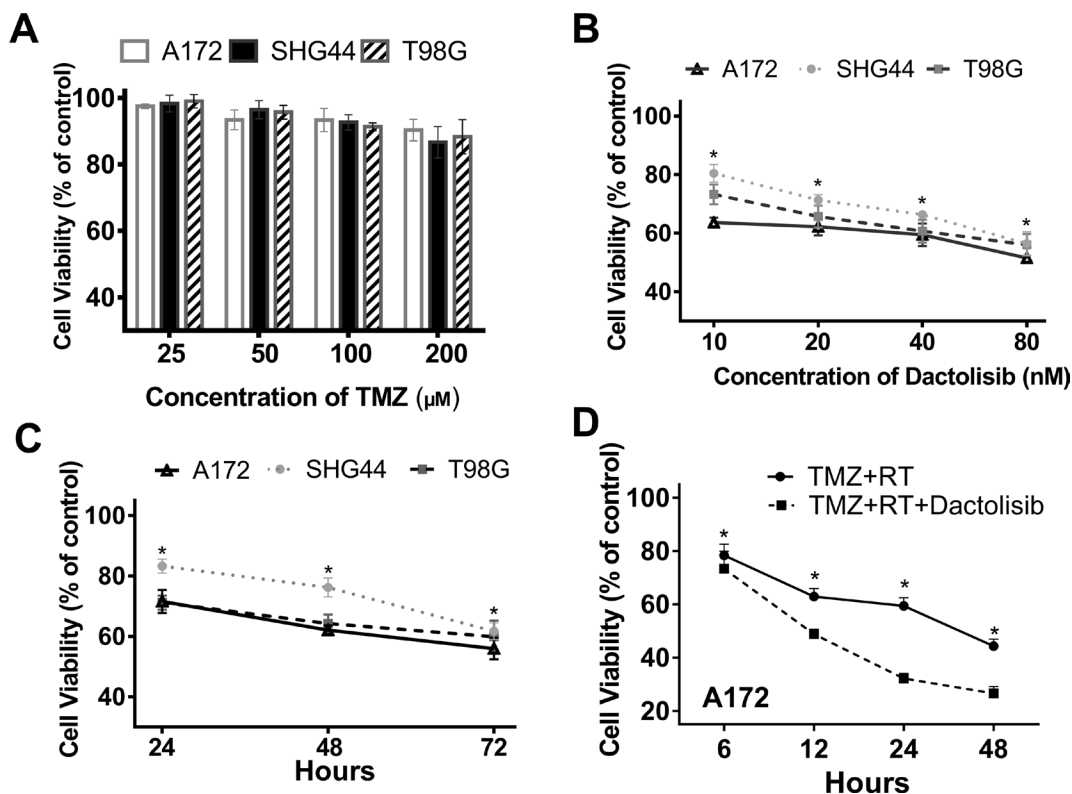 A
A172 SHG44 T98G
Cell Viability (% of control)
100
80
60
40
25 50 100 200
Concentration of TMZ (µM)
B
A172 SHG44 T98G
Cell Viability (% of control)
100
80
60
40
* * * *
10 20 40 80
Concentration of Dactolisib (nM)
C
A172 SHG44 T98G
Cell Viability (% of control)
100
80
60
40
* * *
24 48 72
Hours
D
TMZ+RT
TMZ+RT+Dactolisib
Cell Viability (% of control)
100
80
60
40
20
* * * *
A172
6 12 24 48
Hours